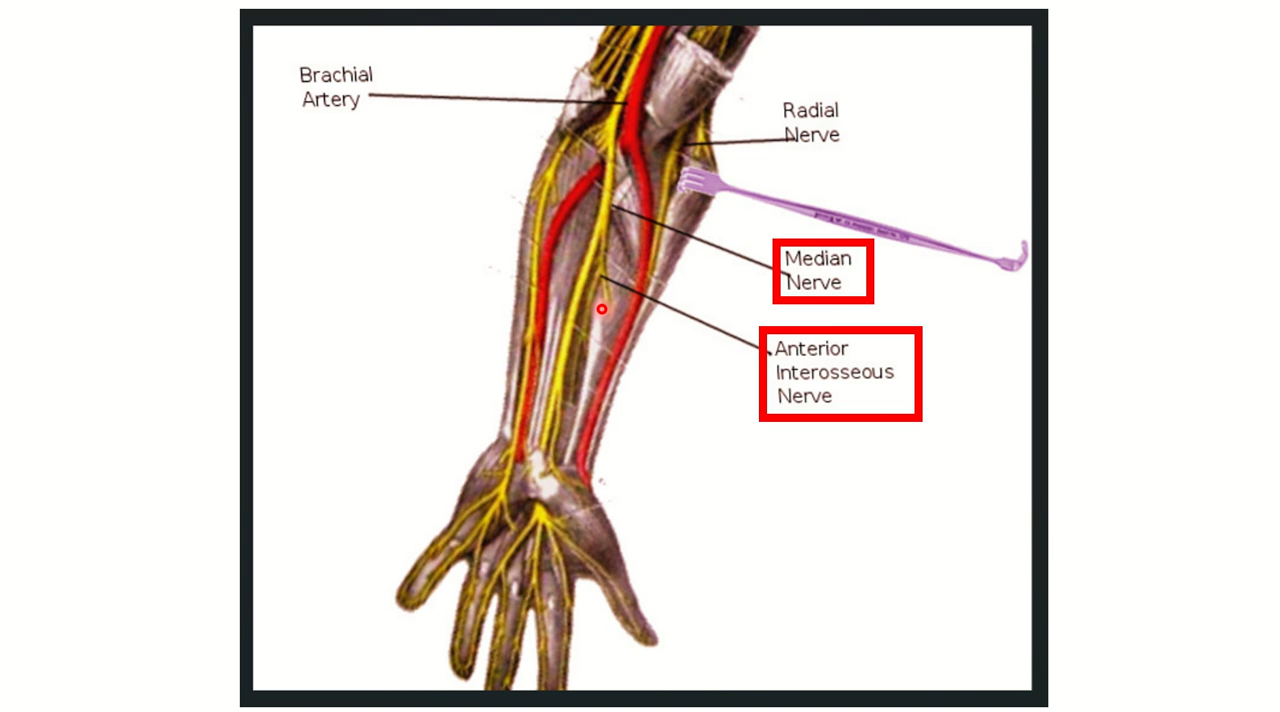 Brachial
Artery
Radial
Nerve
Median
Nerve
Anterior
Interosseous
Nerve